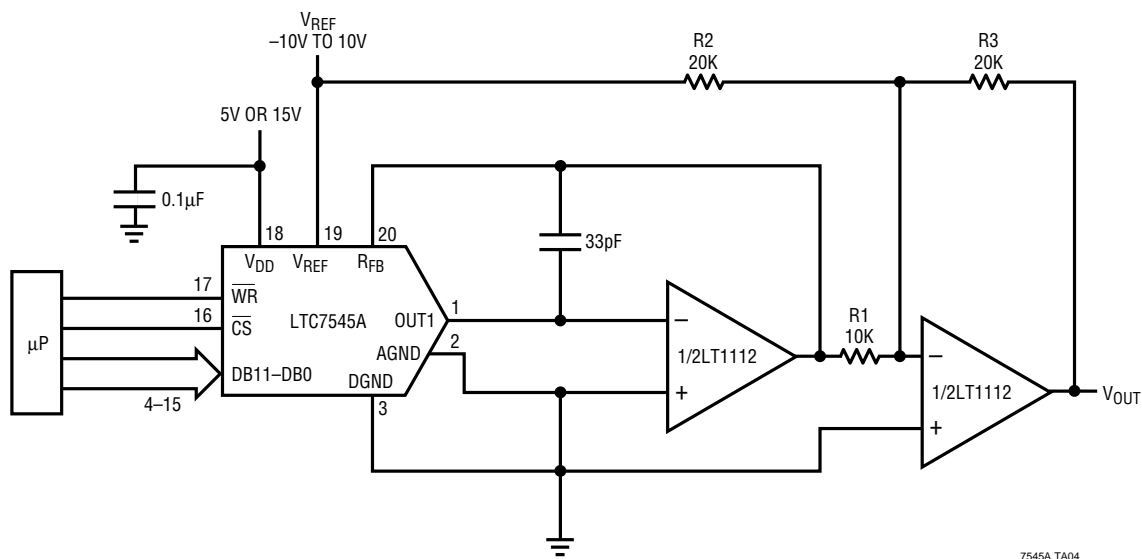 VREF
–10V TO 10V
R2
20K
R3
20K
5V OR 15V
0.1µF
18
19
20
33pF
VDD
VREF
RFB
17
WR
µP
16
CS
LTC7545A
OUT1
1
AGND
2
DB11–DB0
DGND
4–15
3
–
+
1/2LT1112
R1
10K
–
+
1/2LT1112
VOUT
7545A TA04